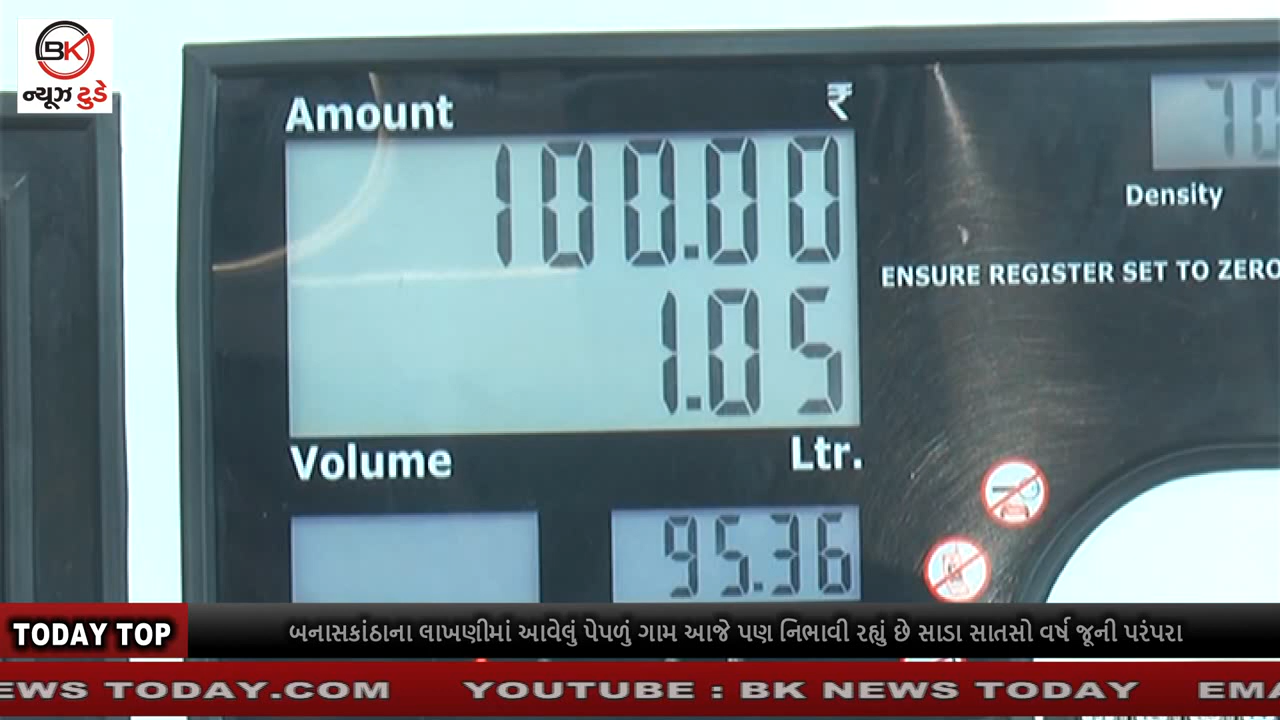 BK
ન્યૂઝ ટુડે
Amount ₹
100.00
1.05
Volume Ltr.
95.36
Density
ENSURE REGISTER SET TO ZERO
TODAY TOP
બનાસકાંઠાના લાખણીમાં આવેલું પેપળું ગામ આજે પણ નિભાવી રહ્યું છે સાડા સાતસો વર્ષ જૂની પરંપરા
EWS TODAY.COM YOUTUBE : BK NEWS TODAY EMA